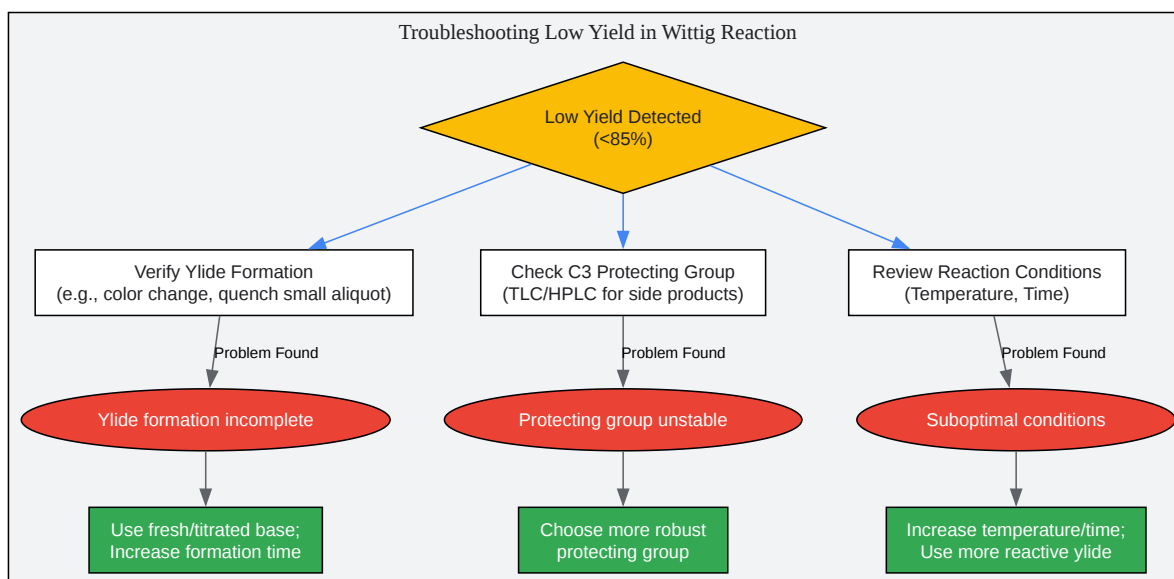 Troubleshooting Low Yield in Wittig Reaction
Low Yield Detected
(<85%)
Verify Ylide Formation
(e.g., color change, quench small aliquot)
Check C3 Protecting Group
(TLC/HPLC for side products)
Review Reaction Conditions
(Temperature, Time)
Problem Found
Problem Found
Problem Found
Ylide formation incomplete
Protecting group unstable
Suboptimal conditions
Use fresh/titrated base;
Increase formation time
Choose more robust
protecting group
Increase temperature/time;
Use more reactive ylide